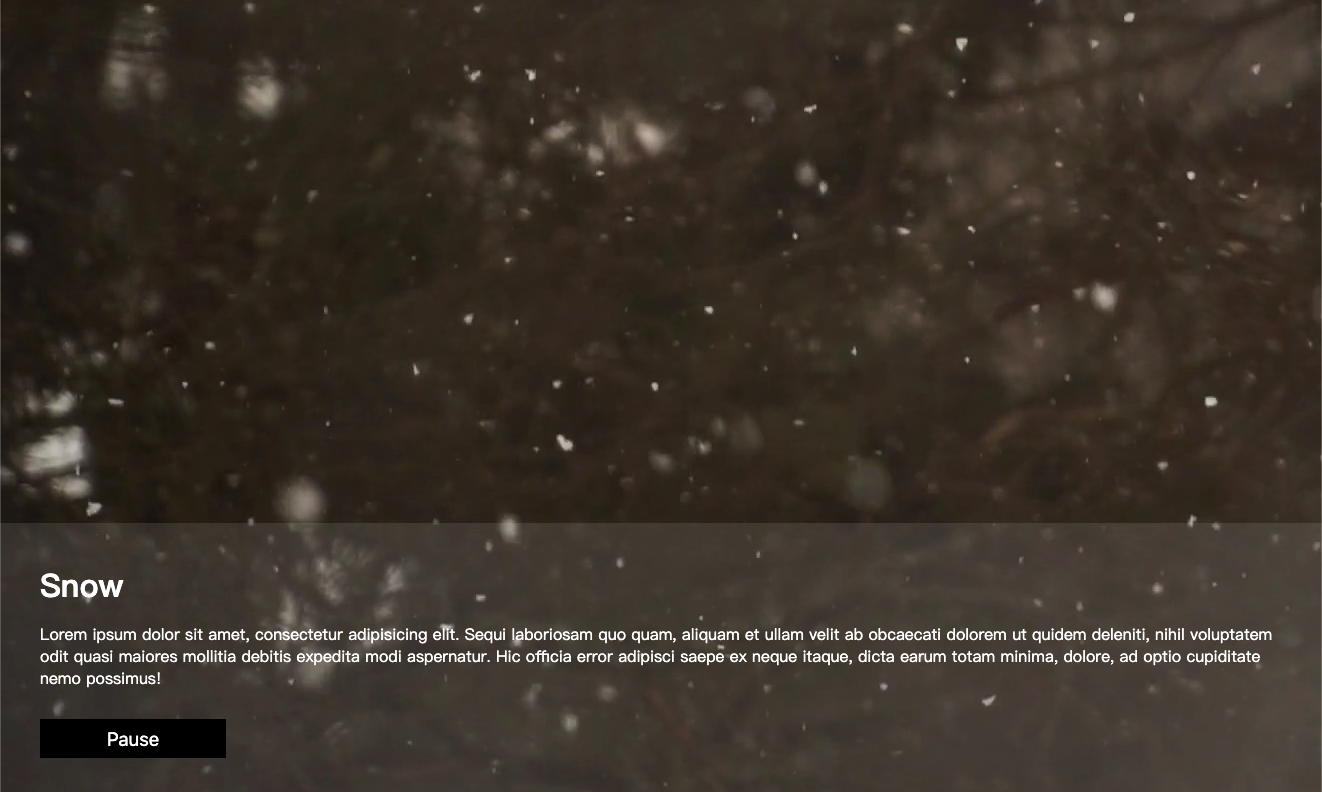 Snow
Lorem ipsum dolor sit amet, consectetur adipisicing elit. Sequi laboriosam quo quam, aliquam et ullam velit ab obcaecati dolorem ut quidem deleniti, nihil voluptatem
odit quasi maiores mollitia debitis expedita modi aspernatur. Hic officia error adipisci saepe ex neque itaque, dicta earum totam minima, dolore, ad optio cupiditate
nemo possimus!
Pause